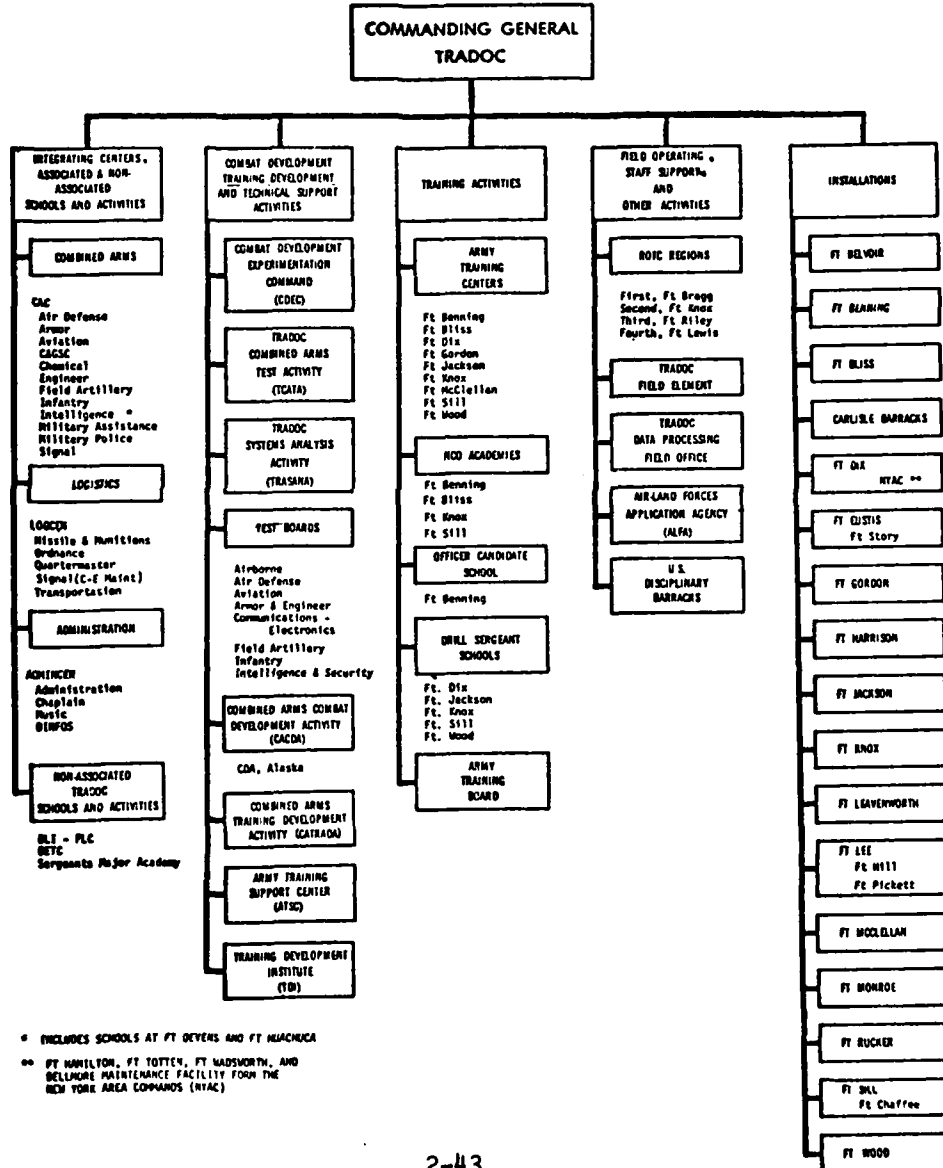 COMMANDING GENERAL
TRADOC
INTEGRATING CENTERS,
ASSOCIATED & NON-
ASSOCIATED
SCHOOLS AND ACTIVITIES
COMBINED ARMS
CAC
Air Defense
Armor
Aviation
CAGSC
Chemical
Engineer
Field Artillery
Infantry
Intelligence *
Military Assistance
Military Police
Signal
LOGISTICS
LOGCEN
Missile & Munitions
Ordnance
Quartermaster
Signal(C-E Maint)
Transportation
ADMINISTRATION
ADMINCEN
Administration
Chaplain
Music
DINFOS
NON-ASSOCIATED
TRADOC
SCHOOLS AND ACTIVITIES
DLI - FLC
Sergeants Major Academy
COMBAT DEVELOPMENT
TRAINING DEVELOPMENT
AND TECHNICAL SUPPORT
ACTIVITIES
COMBAT DEVELOPMENT
EXPERIMENTATION
COMMAND
(CDEC)
TRADOC
COMBINED ARMS
TEST ACTIVITY
(TCATA)
TRADOC
SYSTEMS ANALYSIS
ACTIVITY
(TRASANA)
TEST BOARDS
Airborne
Air Defense
Aviation
Armor & Engineer
Communications -
Electronics
Field Artillery
Infantry
Intelligence & Security
COMBINED ARMS COMBAT
DEVELOPMENT ACTIVITY
(CACDA)
CDA, Alaska
COMBINED ARMS
TRAINING DEVELOPMENT
ACTIVITY (CATRADA)
ARMY TRAINING
SUPPORT CENTER
(ATSC)
TRAINING DEVELOPMENT
INSTITUTE
(TDI)
TRAINING ACTIVITIES
ARMY
TRAINING
CENTERS
Ft Benning
Ft Bliss
Ft Dix
Ft Gordon
Ft Jackson
Ft Knox
Ft McClellan
Ft Sill
Ft Wood
NCO ACADEMIES
Ft Benning
Ft Bliss
Ft Knox
Ft Sill
OFFICER CANDIDATE
SCHOOL
Ft Benning
DRILL SERGEANT
SCHOOLS
Ft. Dix
Ft. Jackson
Ft. Knox
Ft. Sill
Ft. Wood
ARMY
TRAINING
BOARD
FIELD OPERATING,
STAFF SUPPORT,
AND
OTHER ACTIVITIES
ROTC REGIONS
First, Ft Bragg
Second, Ft Knox
Third, Ft Riley
Fourth, Ft Lewis
TRADOC
FIELD ELEMENT
TRADOC
DATA PROCESSING
FIELD OFFICE
AIR-LAND FORCES
APPLICATION AGENCY
(ALFA)
U.S.
DISCIPLINARY
BARRACKS
INSTALLATIONS
FT BELVOIR
FT BENNING
FT BLISS
CARLISLE BARRACKS
FT DIX
NYAC **
FT EUSTIS
Ft Story
FT GORDON
FT HARRISON
FT JACKSON
FT KNOX
FT LEAVENWORTH
FT LEE
Ft Hill
Ft Pickett
FT MCCLELLAN
FT MONROE
FT RUCKER
FT SILL
Ft Chaffee
FT WOOD
* INCLUDES SCHOOLS AT FT DEVENS AND FT HUACHUCA
** FT HAMILTON, FT TOTTEN, FT WADSWORTH, AND
BELLMORE MAINTENANCE FACILITY FORM THE
NEW YORK AREA COMMANDS (NYAC)
2-43